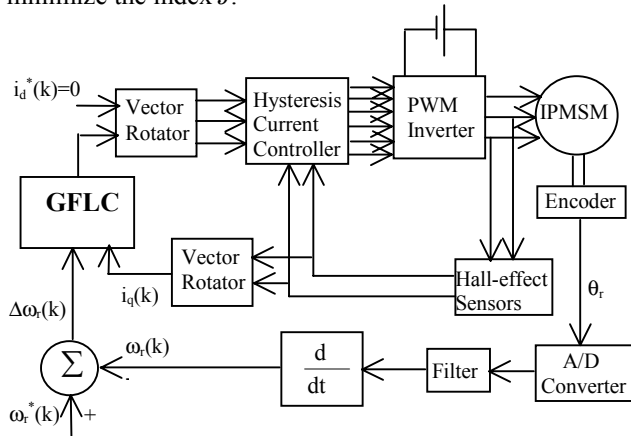 minimize the index J.
i_d^*(k)=0
Vector
Rotator
Hysteresis
Current
Controller
PWM
Inverter
IPMSM
GFLC
Encoder
Vector
Rotator
i_q(k)
Hall-effect
Sensors
θ_r
Δω_r(k)
Σ
ω_r(k)
d
dt
Filter
A/D
Converter
-
ω_r^*(k)
+